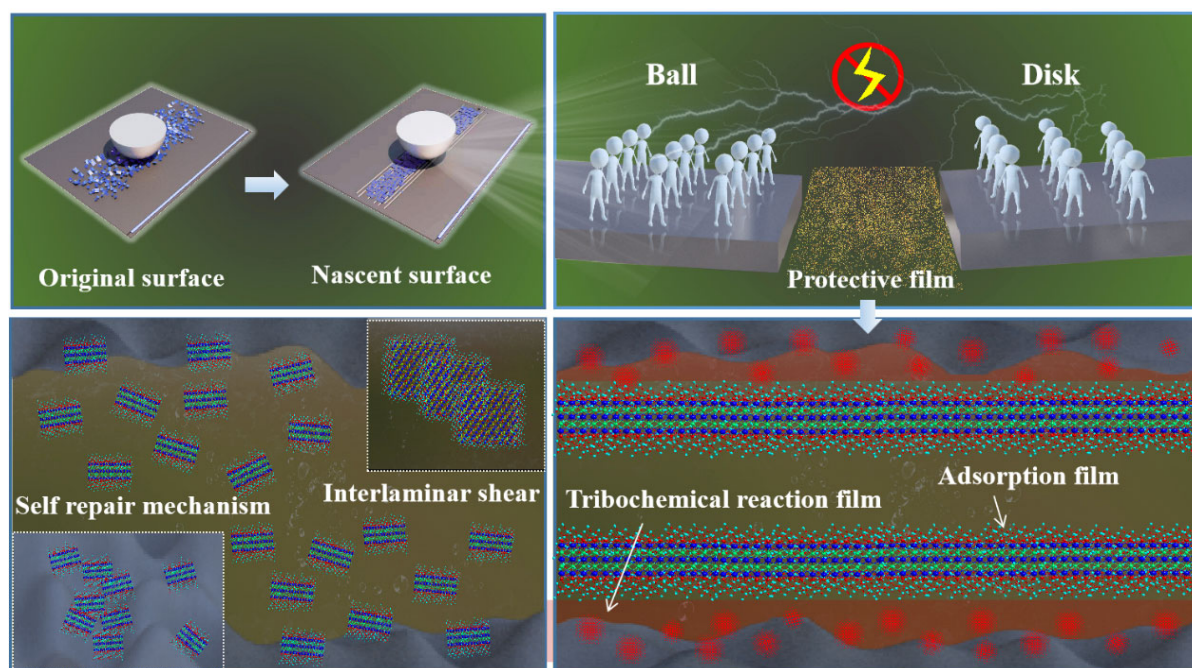 Original surface
Nascent surface
Ball
Disk
Protective film
Self repair mechanism
Interlaminar shear
Adsorption film
Tribochemical reaction film